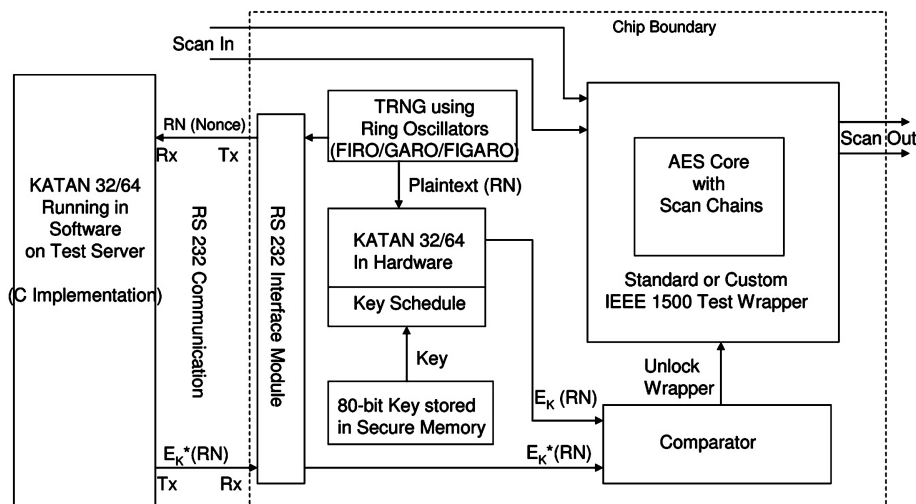 Chip Boundary
Scan In
TRNG using
Ring Oscillators
(FIRO/GARO/FIGARO)
RN (Nonce)
Rx
Tx
Scan Out
AES Core
with
Scan Chains
Plaintext (RN)
KATAN 32/64
Running in
Software
on Test Server
(C Implementation)
RS 232 Communication
RS 232 Interface Module
KATAN 32/64
In Hardware
Key Schedule
Standard or Custom
IEEE 1500 Test Wrapper
Key
Unlock
Wrapper
80-bit Key stored
in Secure Memory
EK (RN)
Comparator
EK*(RN)
EK*(RN)
Tx
Rx